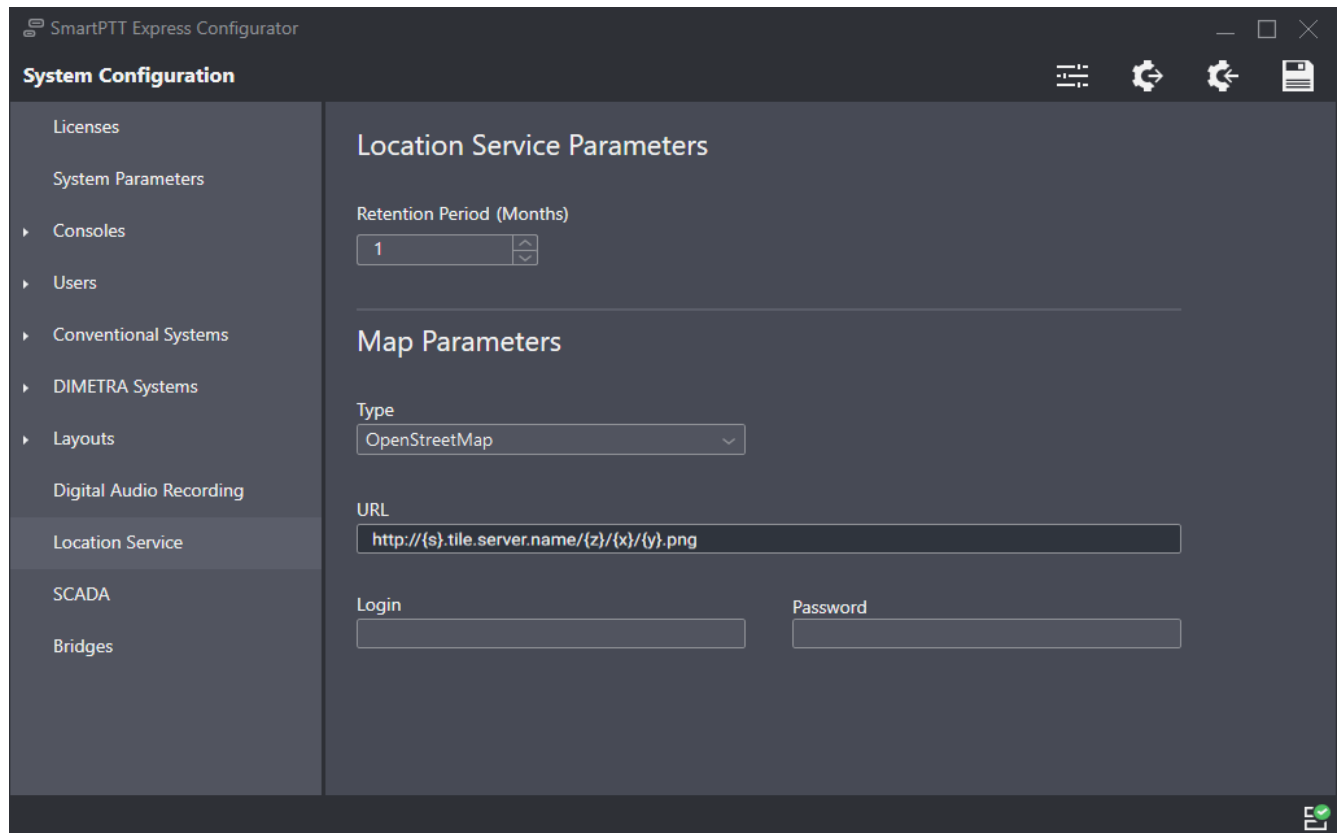 SmartPTT Express Configurator
System Configuration
Licenses
System Parameters
Consoles
Users
Conventional Systems
DIMETRA Systems
Layouts
Digital Audio Recording
Location Service
SCADA
Bridges
Location Service Parameters
Retention Period (Months)
1
Map Parameters
Type
OpenStreetMap
URL
http://{s}.tile.server.name/{z}/{x}/{y}.png
Login
Password